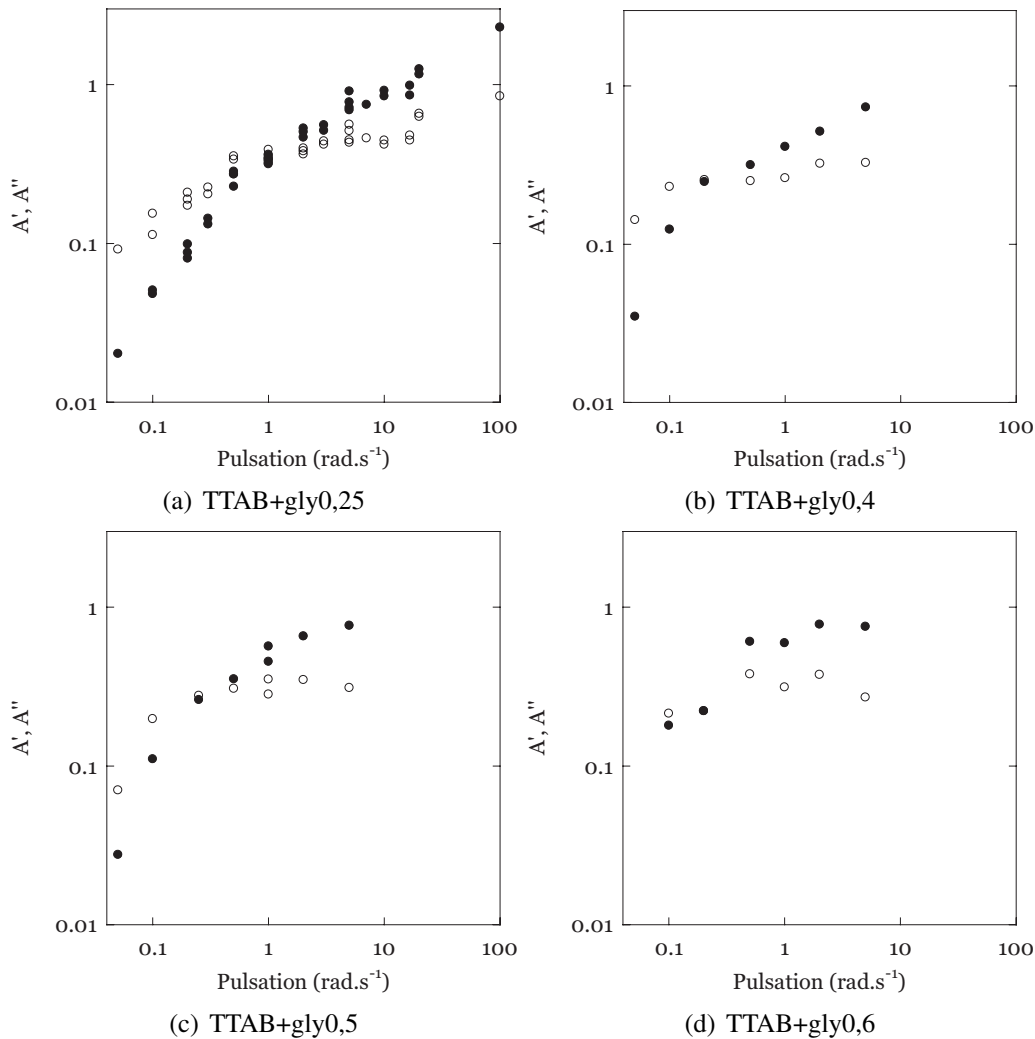 A', A''
1
0.1
0.01
0.1 1 10 100
Pulsation (rad.s⁻¹)
(a) TTAB+gly0,25
A', A''
1
0.1
0.01
0.1 1 10 100
Pulsation (rad.s⁻¹)
(b) TTAB+gly0,4
A', A''
1
0.1
0.01
0.1 1 10 100
Pulsation (rad.s⁻¹)
(c) TTAB+gly0,5
A', A''
1
0.1
0.01
0.1 1 10 100
Pulsation (rad.s⁻¹)
(d) TTAB+gly0,6